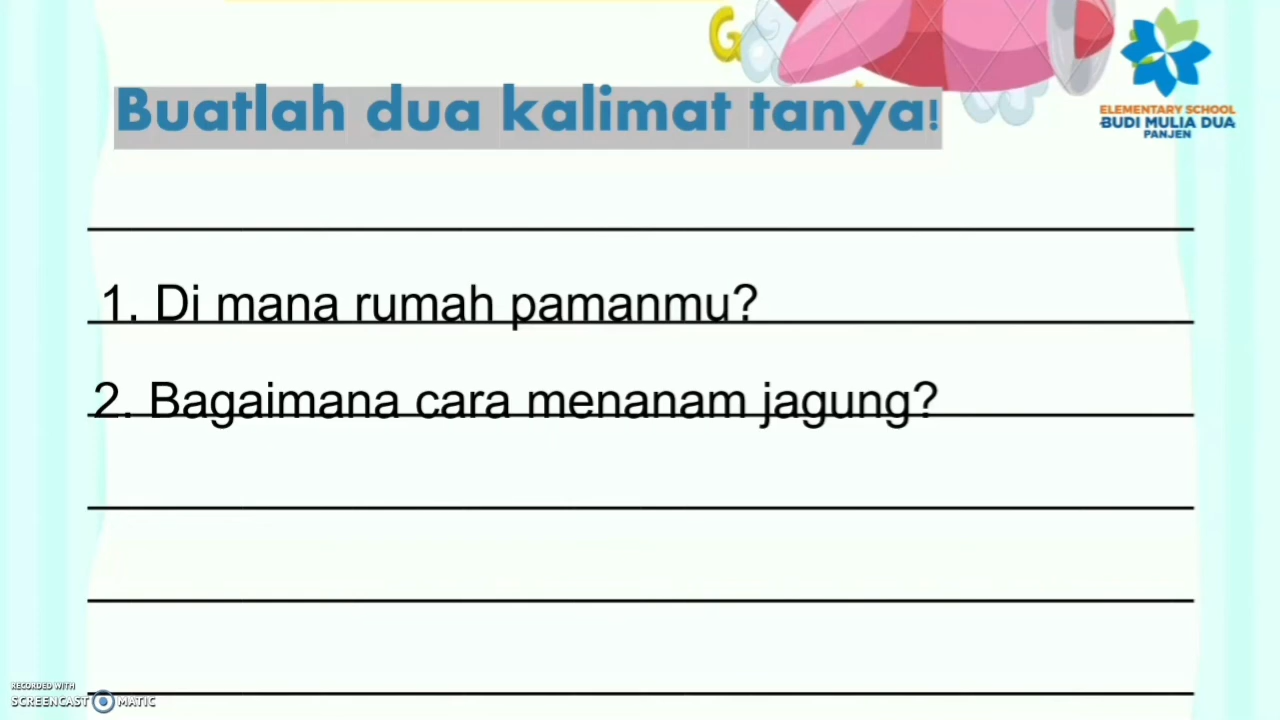 G
Buatlah dua kalimat tanya!
ELEMENTARY SCHOOL
BUDI MULIA DUA
PANJEN
1. Di mana rumah pamanmu?
2. Bagaimana cara menanam jagung?
RECORDED WITH
SCREENCAST MATIC